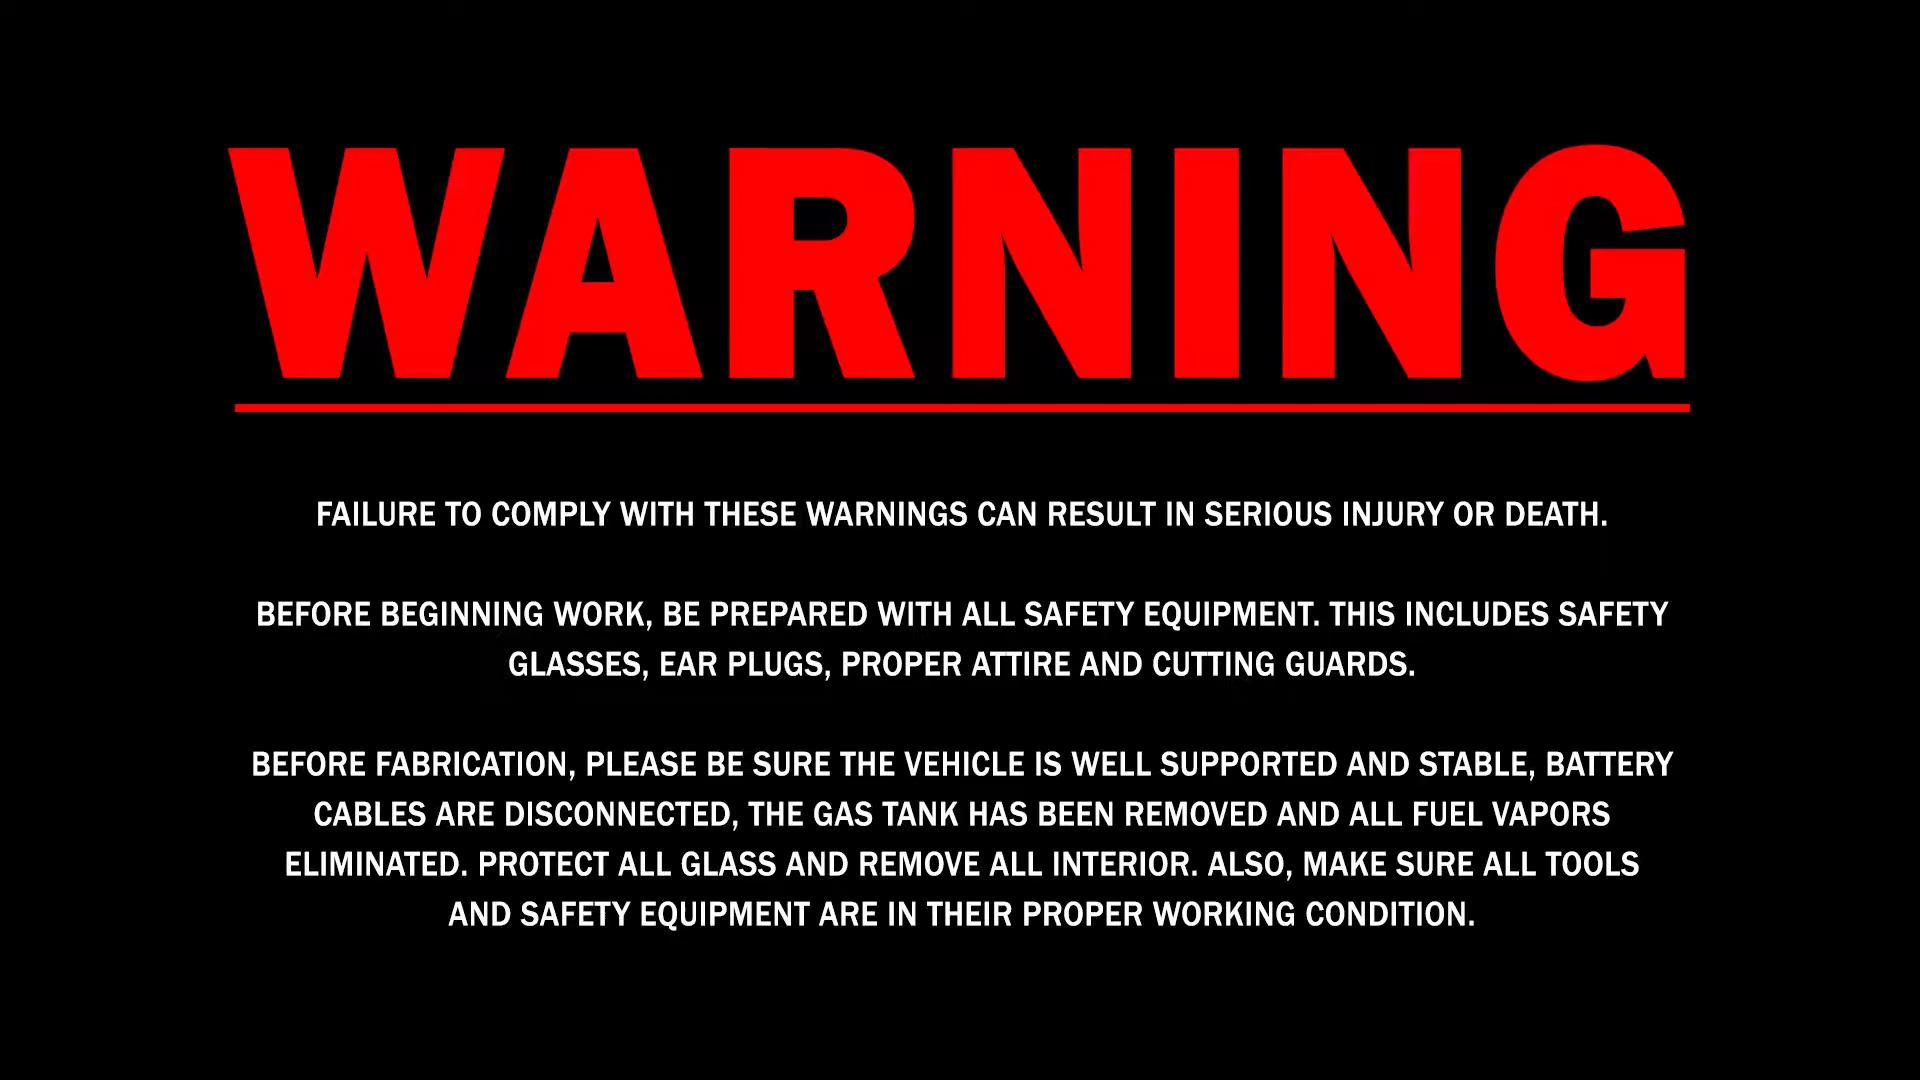 WARNING
FAILURE TO COMPLY WITH THESE WARNINGS CAN RESULT IN SERIOUS INJURY OR DEATH.
BEFORE BEGINNING WORK, BE PREPARED WITH ALL SAFETY EQUIPMENT. THIS INCLUDES SAFETY
GLASSES, EAR PLUGS, PROPER ATTIRE AND CUTTING GUARDS.
BEFORE FABRICATION, PLEASE BE SURE THE VEHICLE IS WELL SUPPORTED AND STABLE, BATTERY
CABLES ARE DISCONNECTED, THE GAS TANK HAS BEEN REMOVED AND ALL FUEL VAPORS
ELIMINATED. PROTECT ALL GLASS AND REMOVE ALL INTERIOR. ALSO, MAKE SURE ALL TOOLS
AND SAFETY EQUIPMENT ARE IN THEIR PROPER WORKING CONDITION.